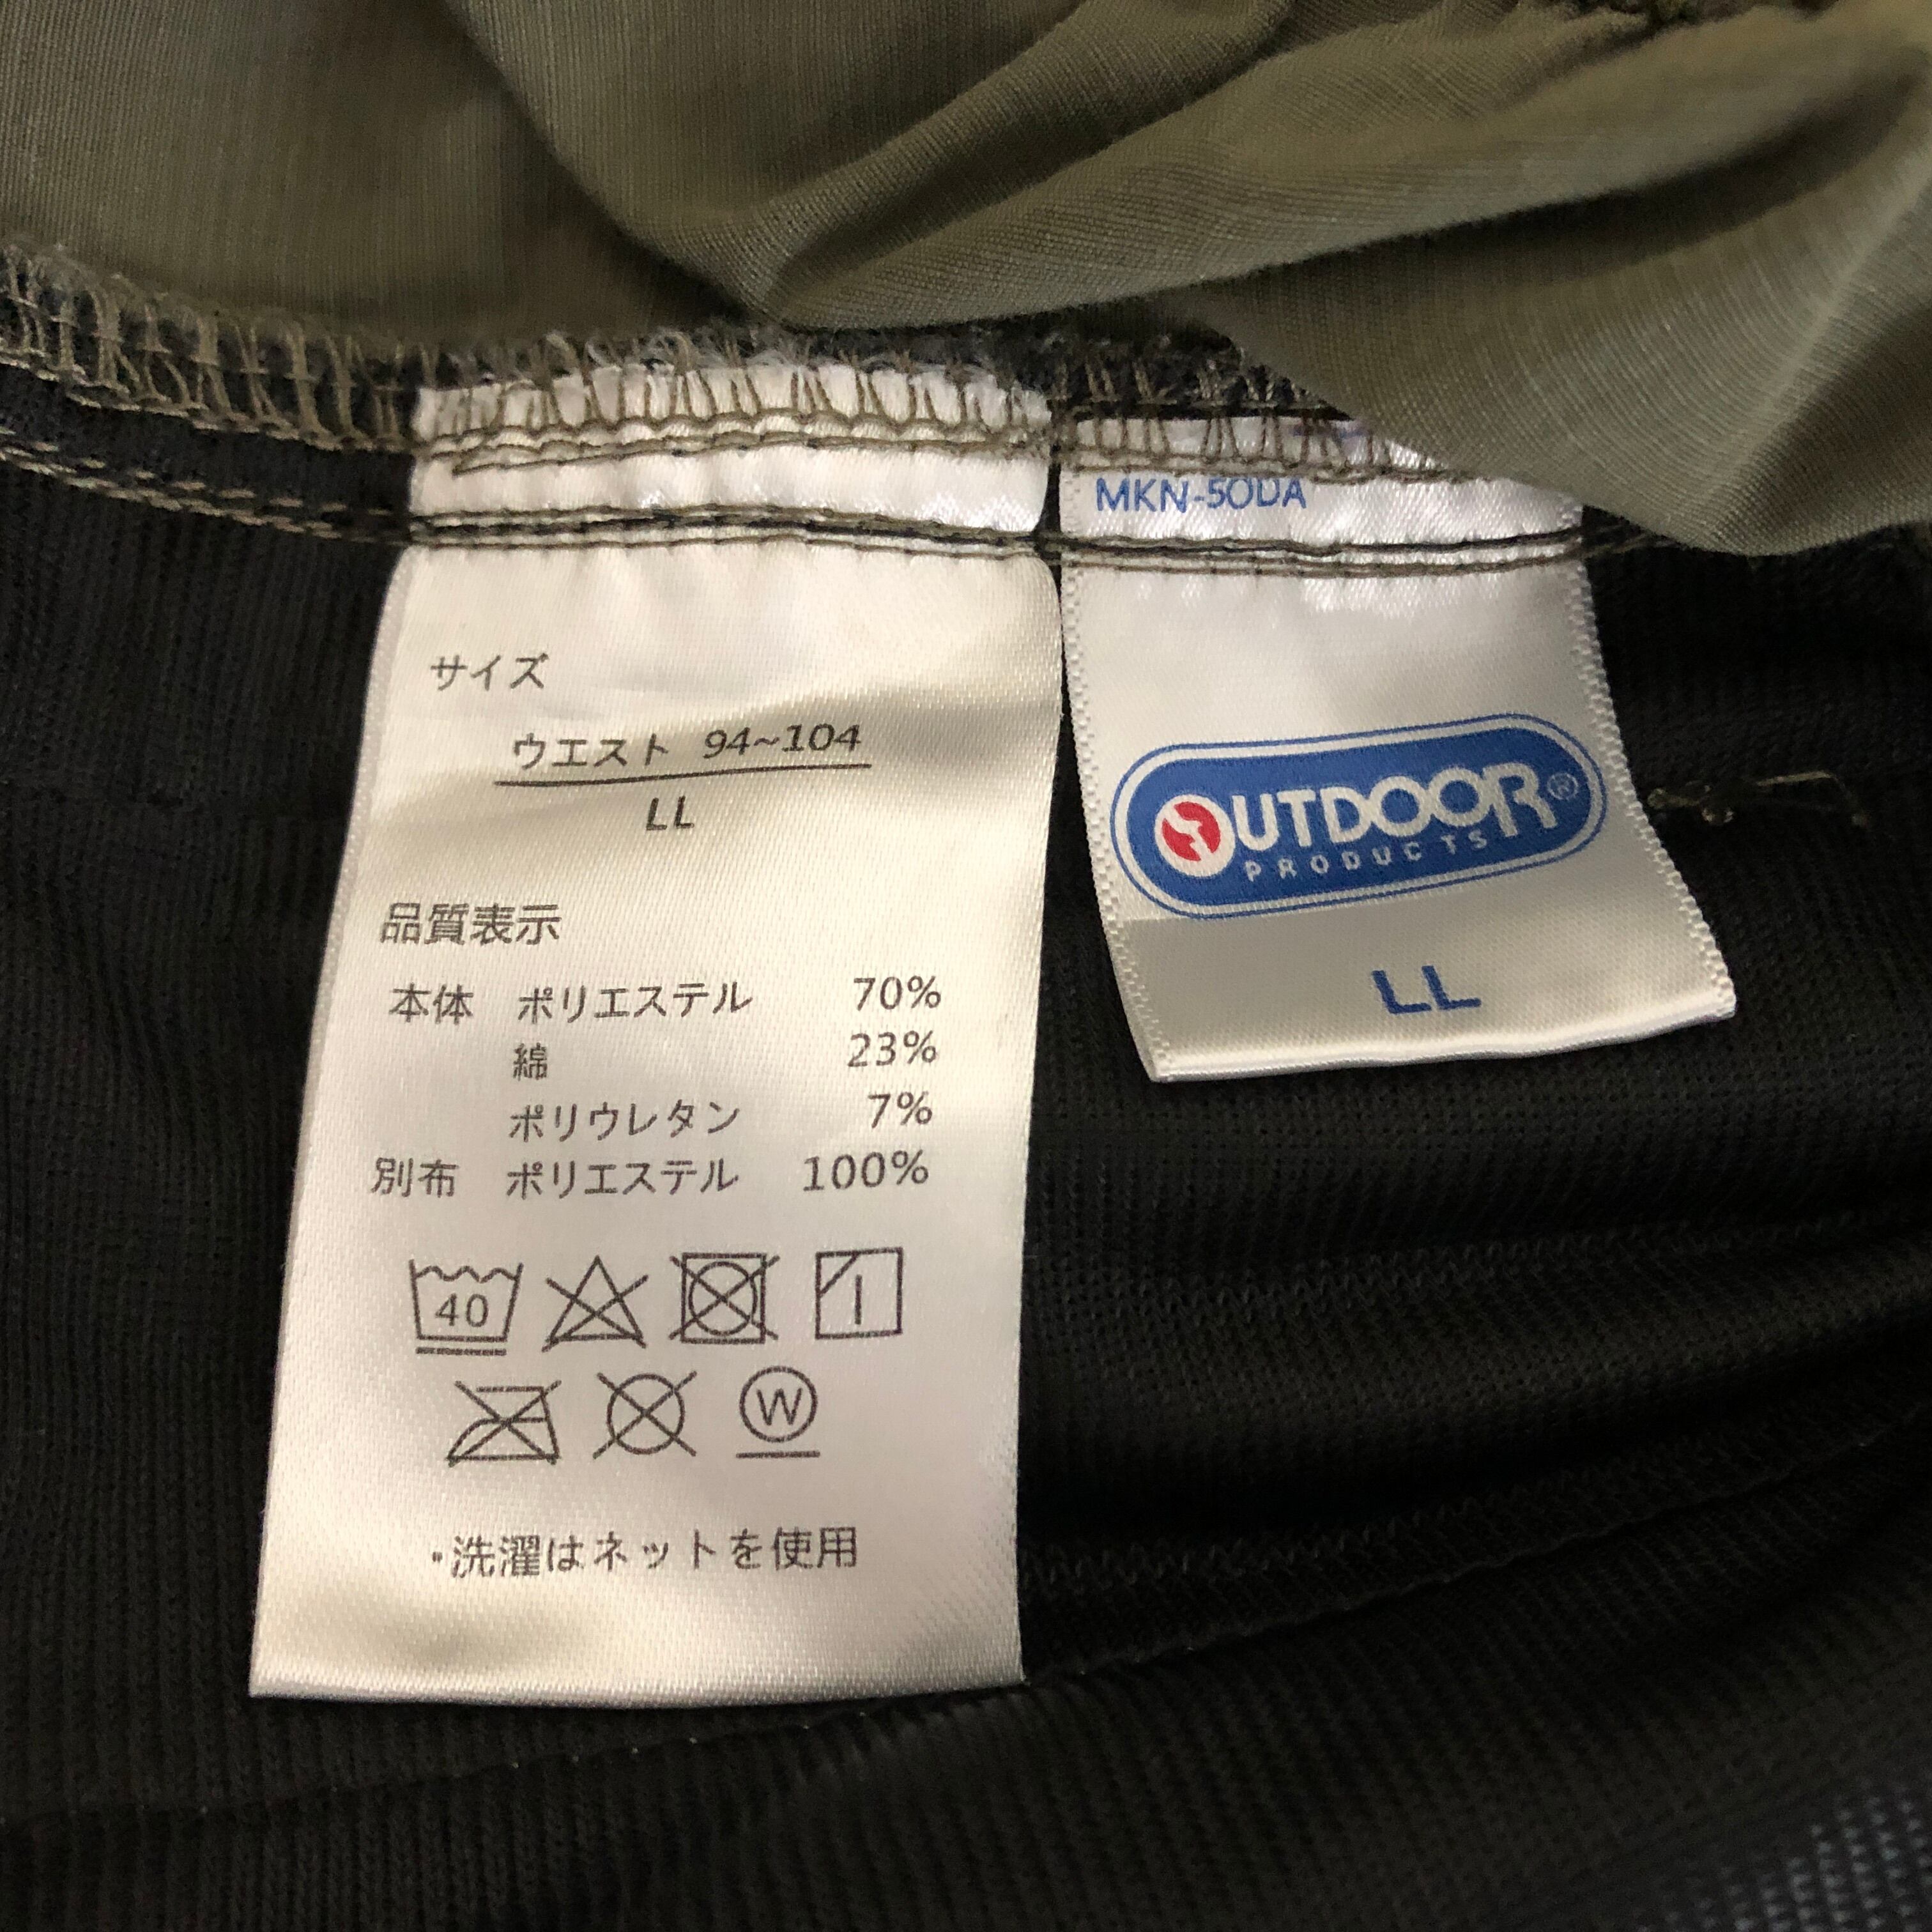 サイズ
ウエスト 94~104
LL
品質表示
本体 ポリエステル 70%
綿 23%
ポリウレタン 7%
別布 ポリエステル 100%
40
W
・洗濯はネットを使用
MKN-50DA
OUTDOOR®
PRODUCTS
LL